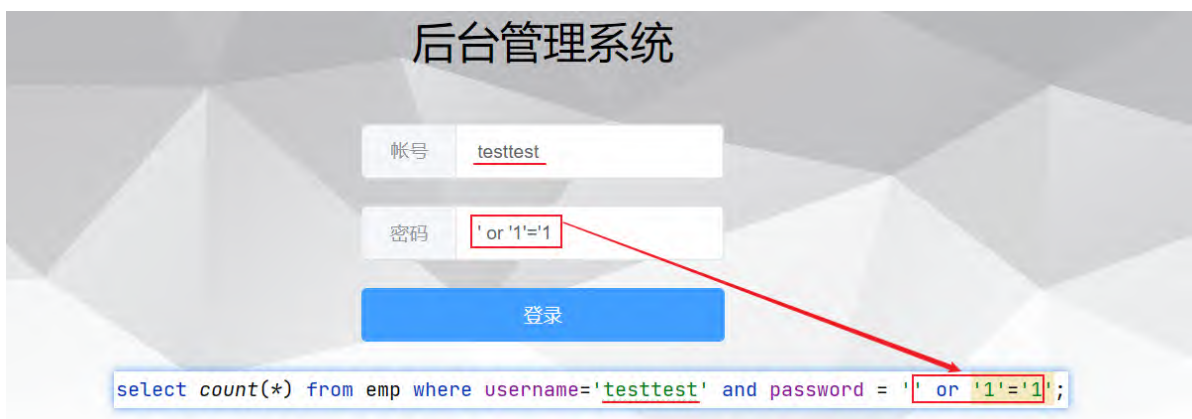 后台管理系统
帐号 testtest
密码 ' or '1'='1
登录
select count(*) from emp where username='testtest' and password = '' or '1'='1';